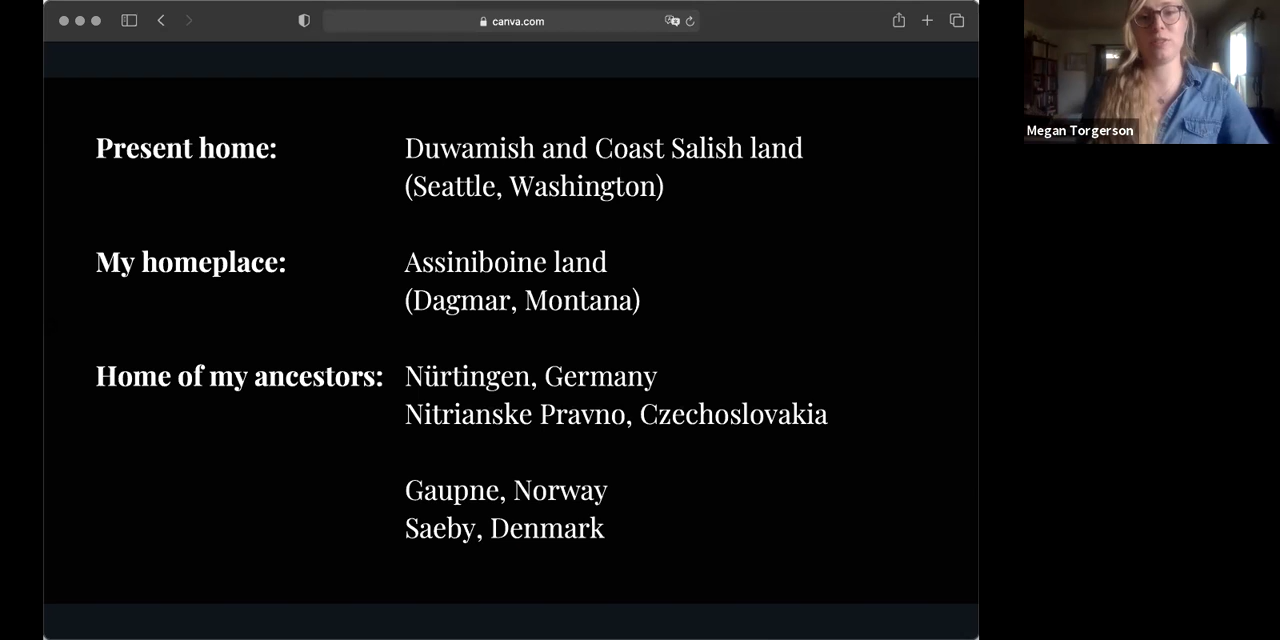 canva.com
Present home: Duwamish and Coast Salish land
(Seattle, Washington)
My homeplace: Assiniboine land
(Dagmar, Montana)
Home of my ancestors: Nürtingen, Germany
Nitrianske Pravno, Czechoslovakia
Gaupne, Norway
Saeby, Denmark
Megan Torgerson